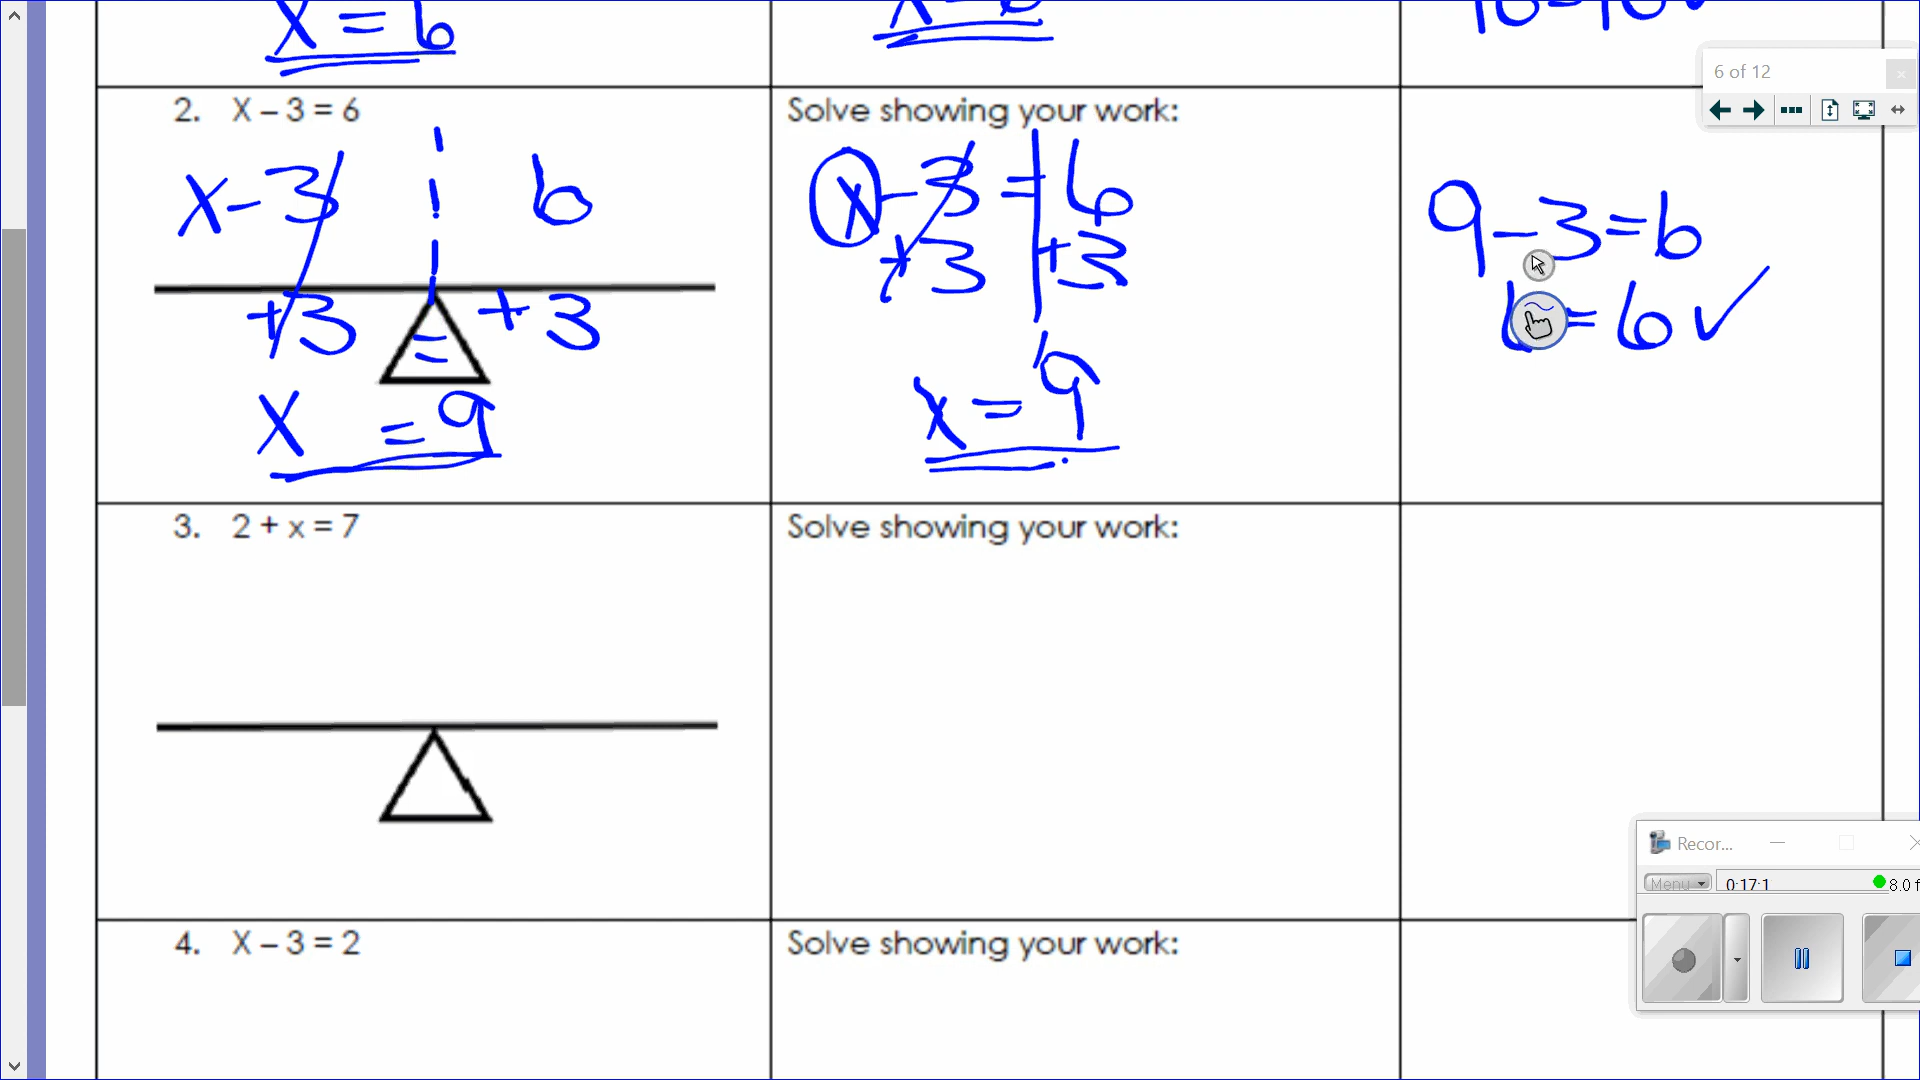 x = 6
6 of 12
2. X – 3 = 6
Solve showing your work:
x - 3 6
+3 = +3
x = 9
x - 3 = 6
+3 +3
x = 9
9 - 3 = 6
6 = 6 ✓
3. 2 + x = 7
Solve showing your work:
4. X – 3 = 2
Solve showing your work:
Recor...
Menu
0:17:1
8.0 f